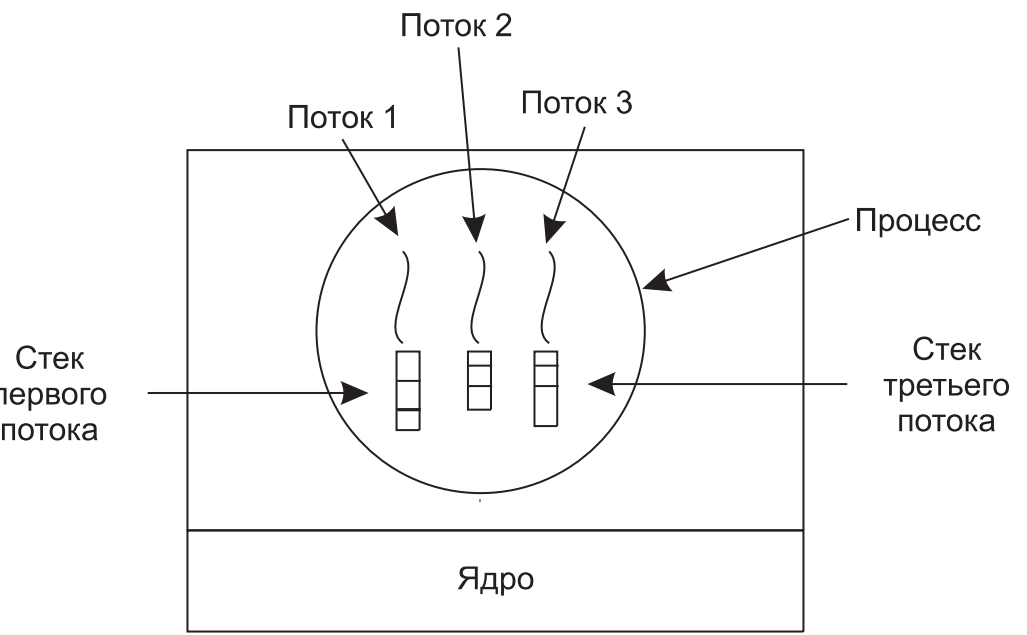 Поток 2
Поток 1
Поток 3
Процесс
Стек
первого
потока
Стек
третьего
потока
Ядро